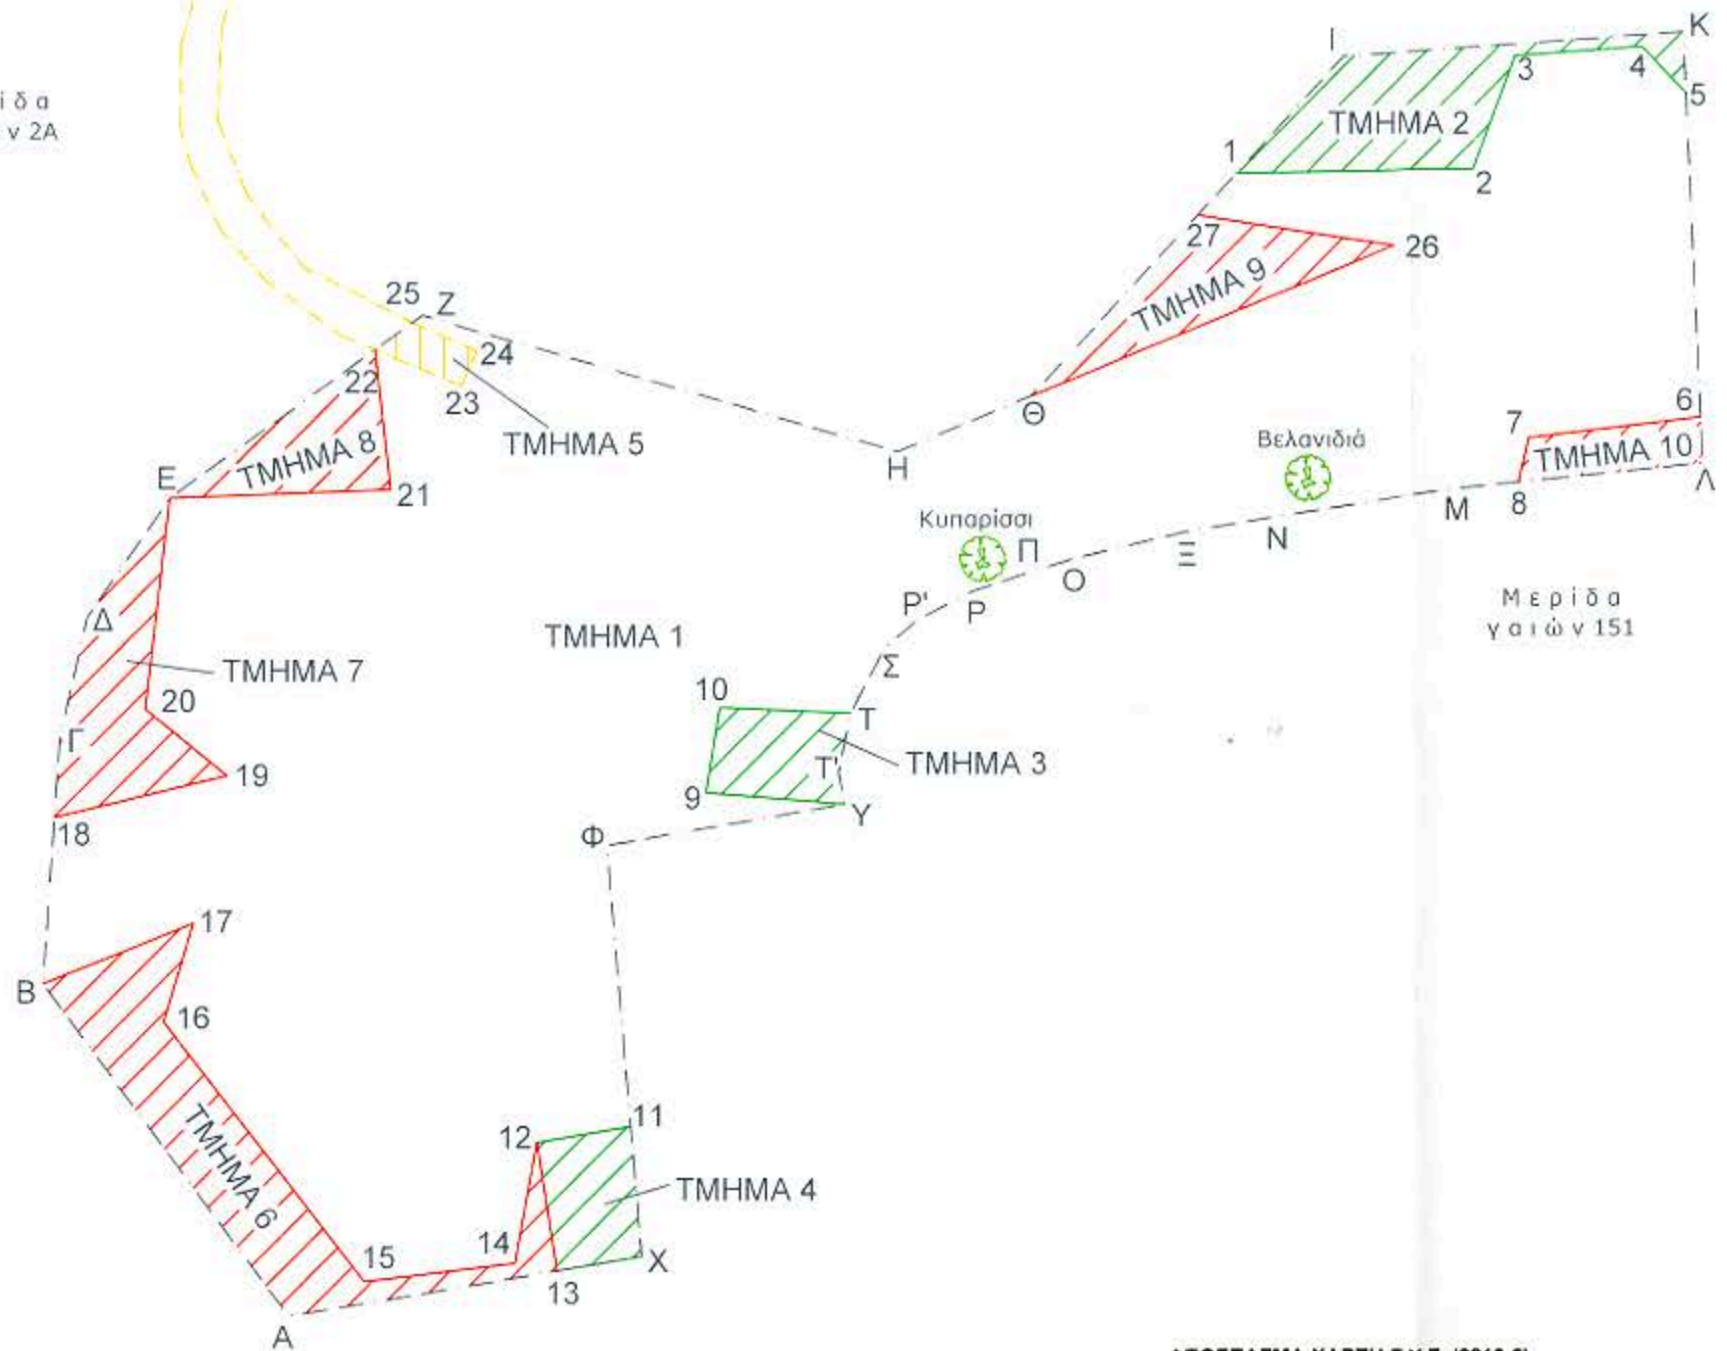 Ι
Κ
3
4
5
ίδα
ν 2Α
ΤΜΗΜΑ 2
1
2
27
26
ΤΜΗΜΑ 9
25
Ζ
24
22
23
Θ
6
7
ΤΜΗΜΑ 5
ΤΜΗΜΑ 8
Βελανιδιά
ΤΜΗΜΑ 10
Η
Ε
21
Λ
Μ
8
Κυπαρίσσι
Ν
Π
Ξ
Ο
Ρ'
Ρ
Μερίδα
γαιών 151
Δ
ΤΜΗΜΑ 1
Σ
ΤΜΗΜΑ 7
10
20
Τ
Γ
Τ'
ΤΜΗΜΑ 3
19
9
Υ
18
Φ
17
Β
16
11
12
ΤΜΗΜΑ 6
ΤΜΗΜΑ 4
14
15
Χ
13
Α